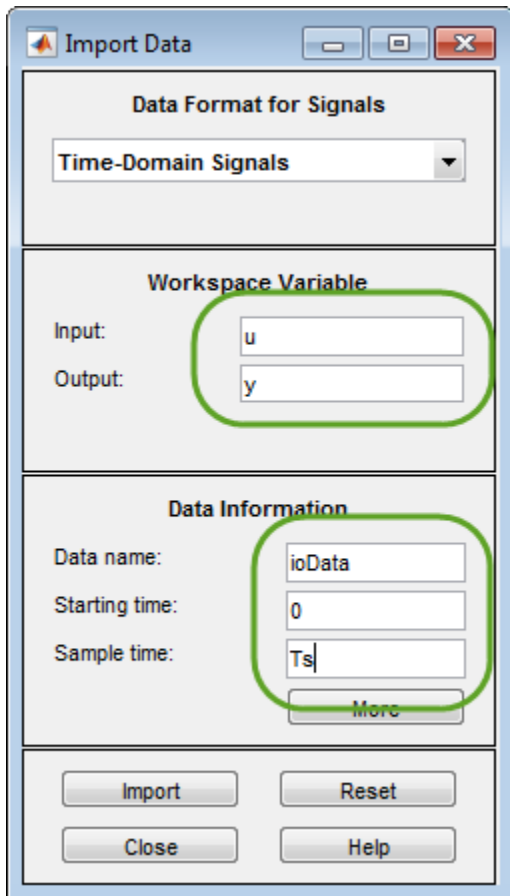 Import Data
Data Format for Signals
Time-Domain Signals
Workspace Variable
Input: u
Output: y
Data Information
Data name: ioData
Starting time: 0
Sample time: Ts
More
Import Reset
Close Help